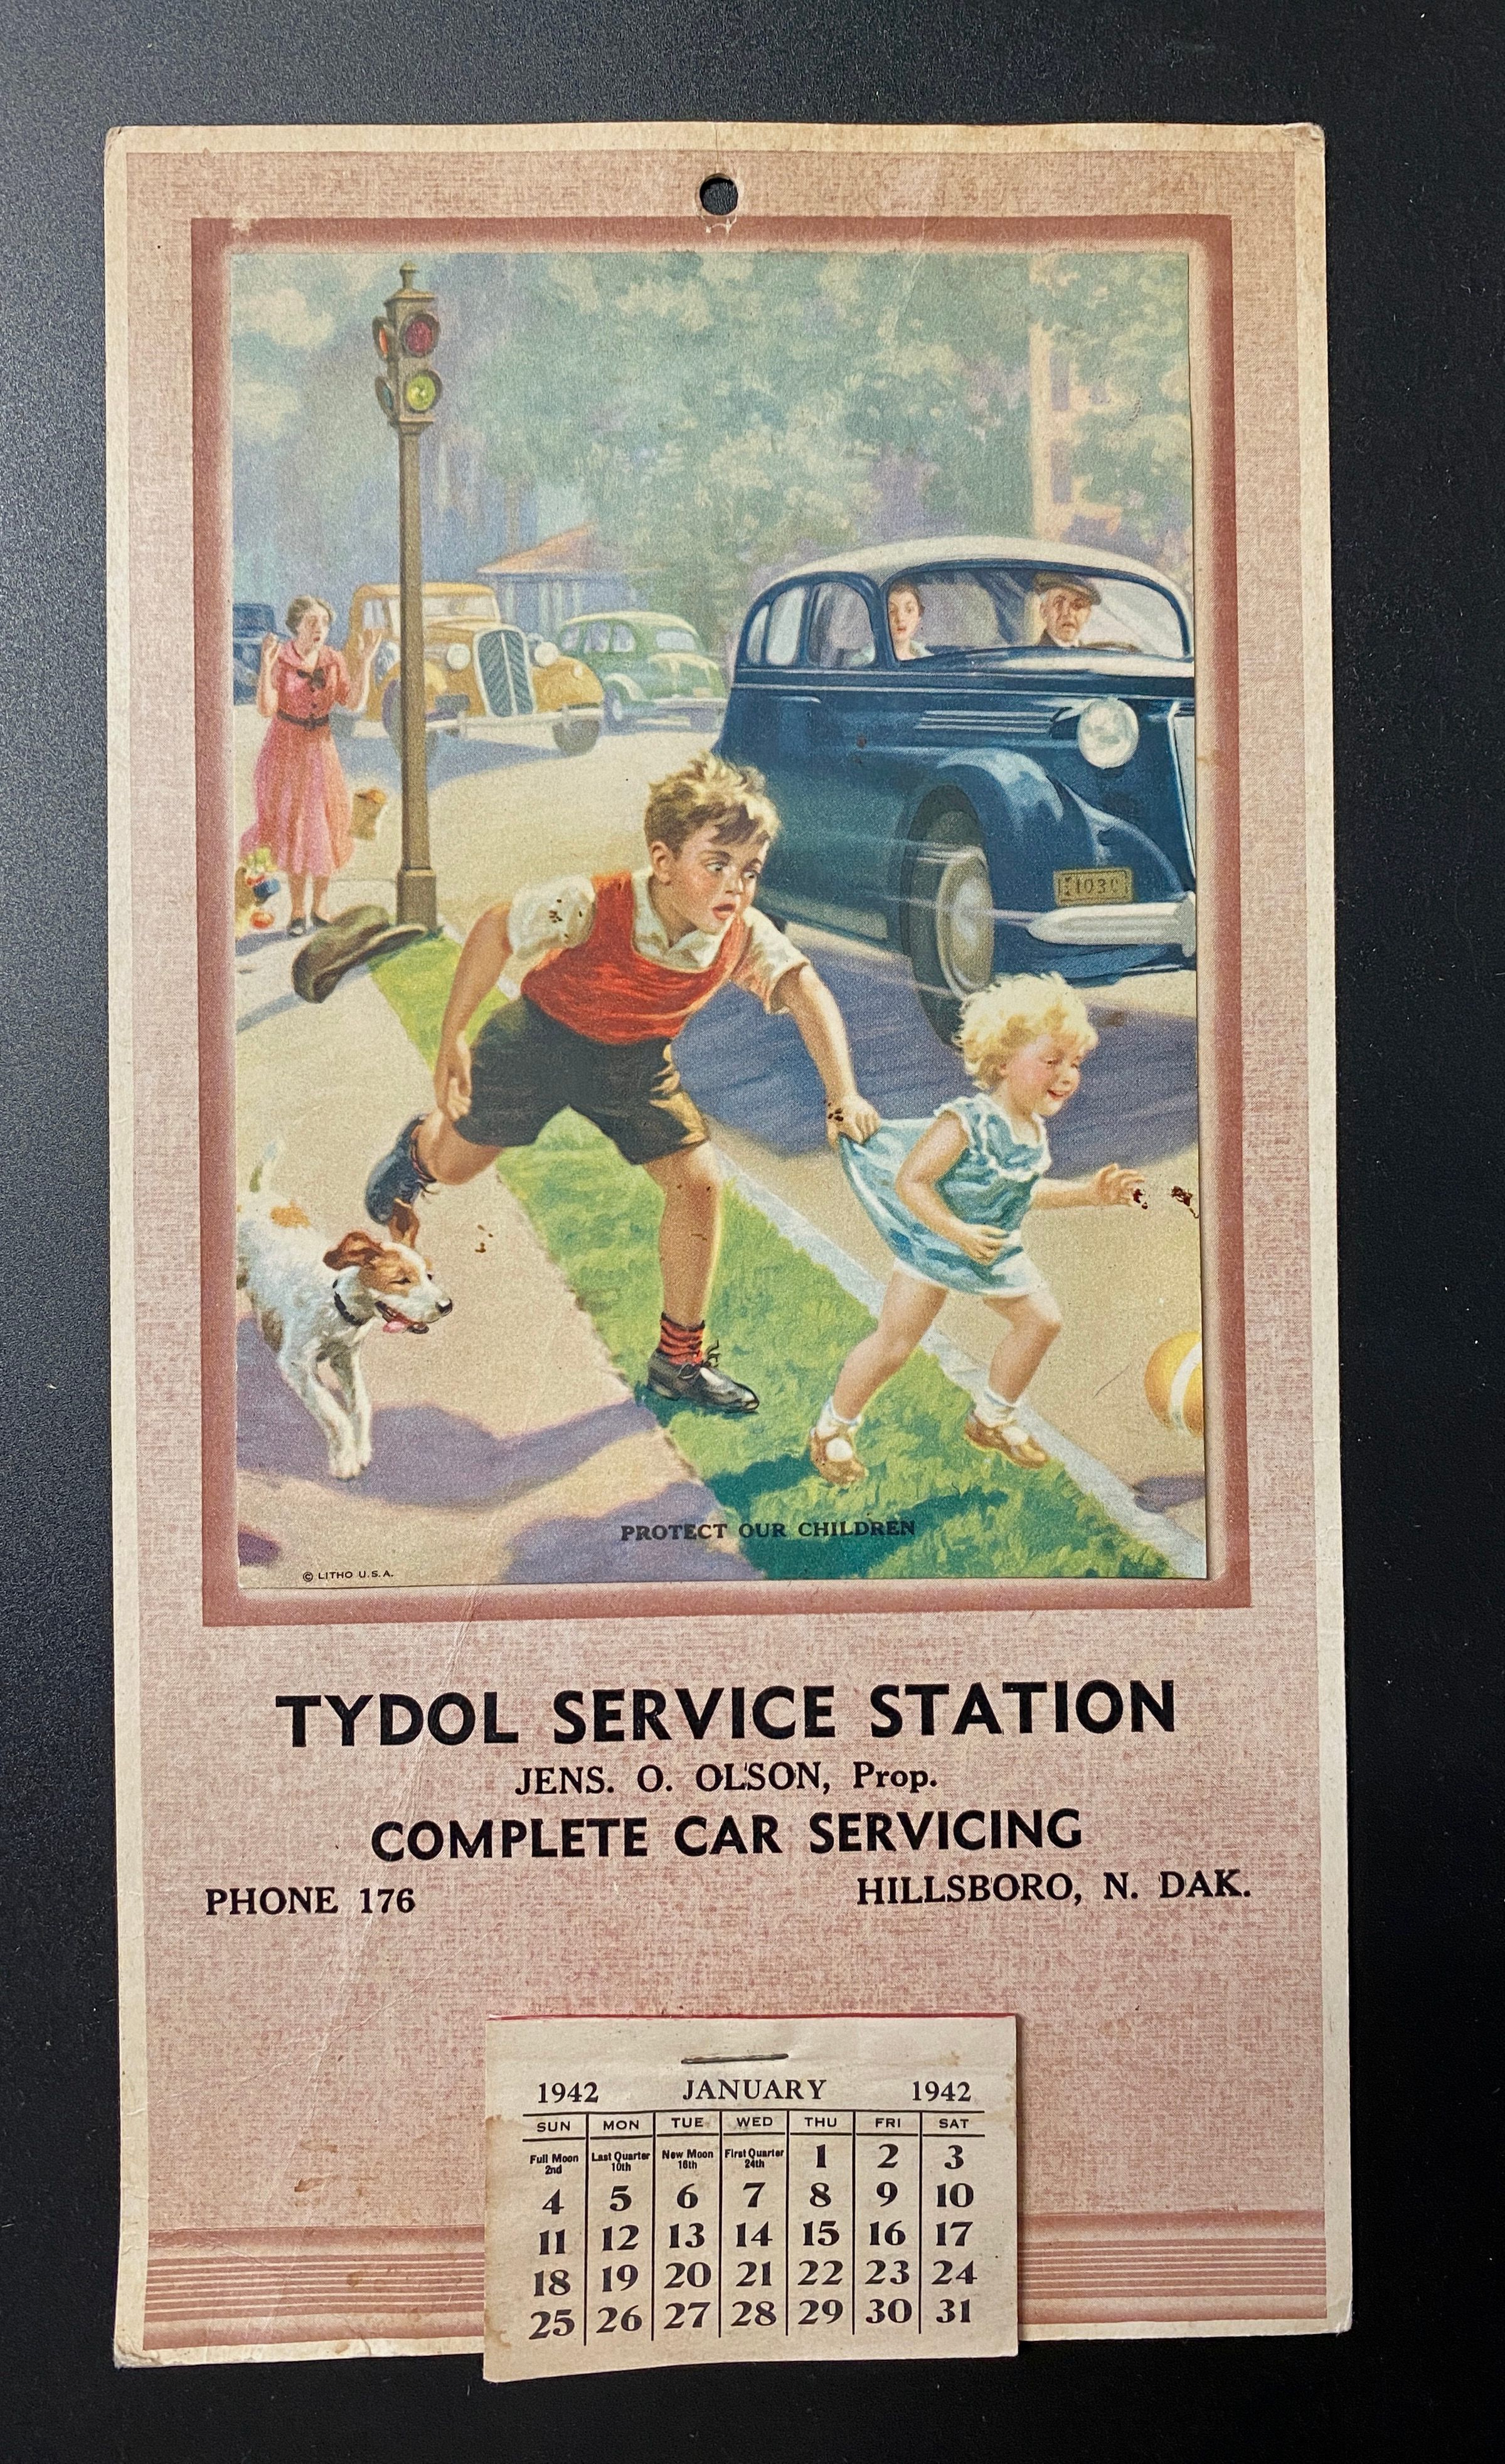 1030
PROTECT OUR CHILDREN
© LITHO U.S.A.
TYDOL SERVICE STATION
JENS. O. OLSON, Prop.
COMPLETE CAR SERVICING
PHONE 176 HILLSBORO, N. DAK.
1942 JANUARY 1942
SUN MON TUE WED THU FRI SAT
Full Moon 2nd Last Quarter 10th New Moon 16th First Quarter 24th 1 2 3
4 5 6 7 8 9 10
11 12 13 14 15 16 17
18 19 20 21 22 23 24
25 26 27 28 29 30 31